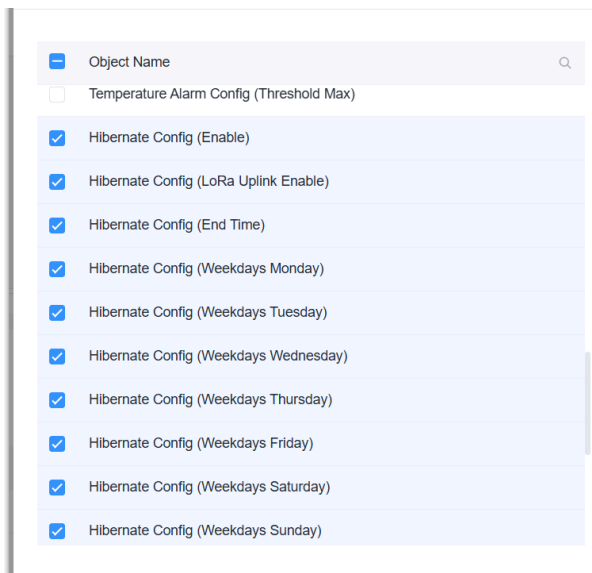 Object Name
Temperature Alarm Config (Threshold Max)
Hibernate Config (Enable)
Hibernate Config (LoRa Uplink Enable)
Hibernate Config (End Time)
Hibernate Config (Weekdays Monday)
Hibernate Config (Weekdays Tuesday)
Hibernate Config (Weekdays Wednesday)
Hibernate Config (Weekdays Thursday)
Hibernate Config (Weekdays Friday)
Hibernate Config (Weekdays Saturday)
Hibernate Config (Weekdays Sunday)